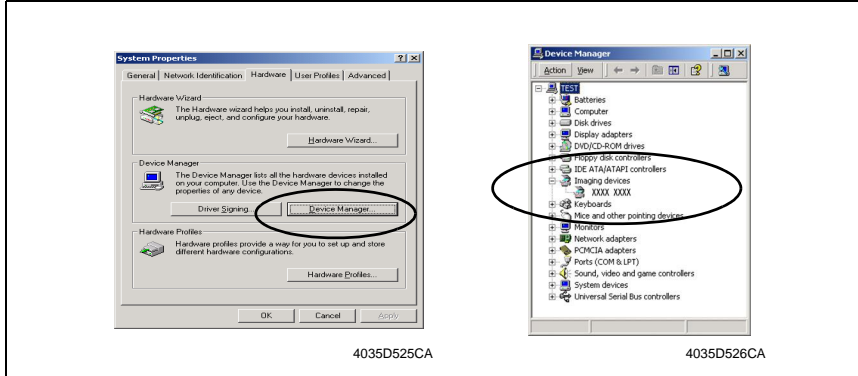 System Properties
General Network Identification Hardware User Profiles Advanced
Hardware Wizard
The Hardware wizard helps you install, uninstall, repair,
unplug, eject, and configure your hardware.
Hardware Wizard...
Device Manager
The Device Manager lists all the hardware devices installed
on your computer. Use the Device Manager to change the
properties of any device.
Driver Signing... Device Manager...
Hardware Profiles
Hardware profiles provide a way for you to set up and store
different hardware configurations.
Hardware Profiles...
OK Cancel Apply
4035D525CA
Device Manager
Action View
TEST
Batteries
Computer
Disk drives
Display adapters
DVD/CD-ROM drives
Floppy disk controllers
IDE ATA/ATAPI controllers
Imaging devices
XXXX XXXX
Keyboards
Mice and other pointing devices
Monitors
Network adapters
PCMCIA adapters
Ports (COM & LPT)
Sound, video and game controllers
System devices
Universal Serial Bus controllers
4035D526CA